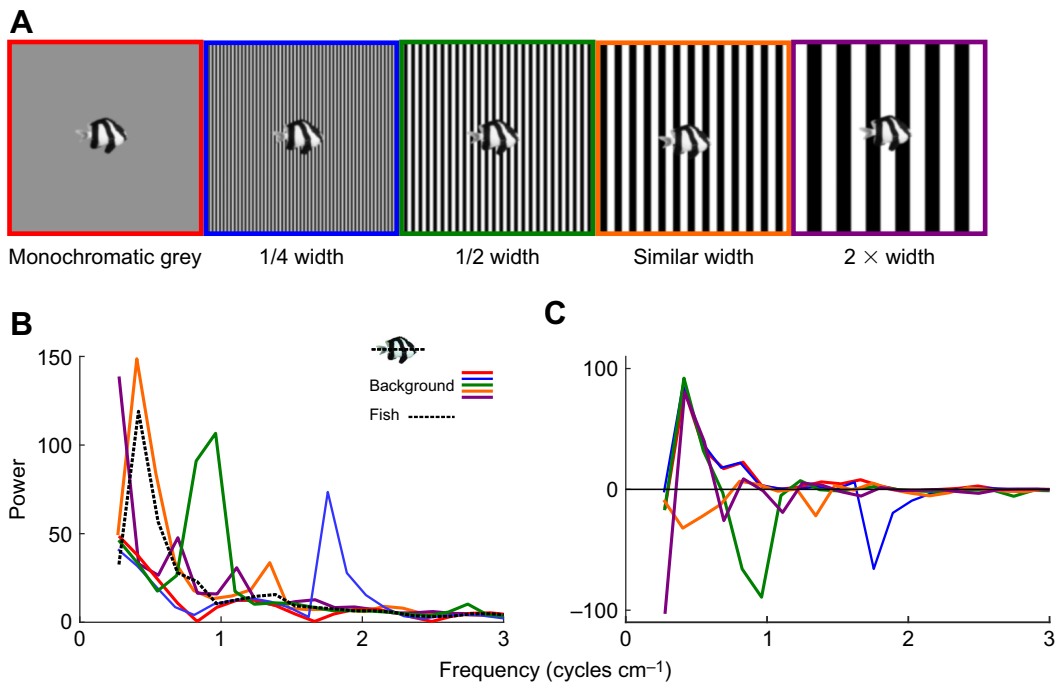 A
Monochromatic grey
1/4 width
1/2 width
Similar width
2 × width
B
150
100
50
0
Power
0
1
2
3
Background
Fish
C
100
0
–100
0
1
2
3
Frequency (cycles cm–1)